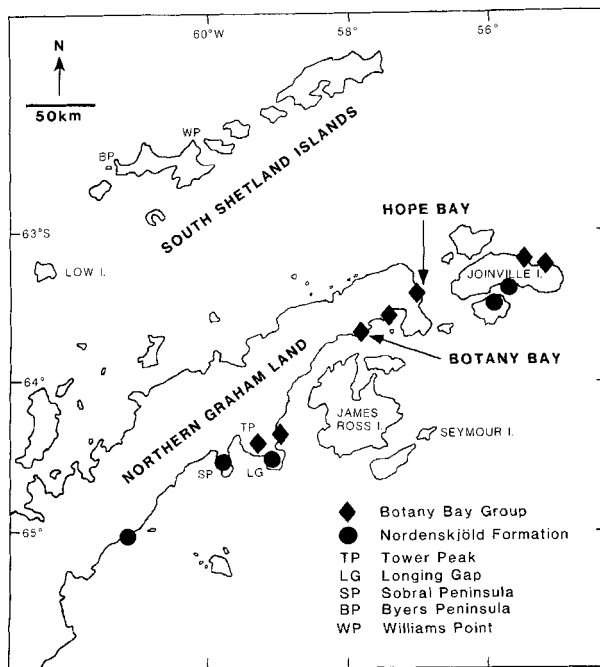 60°W
58°
56°
N
50km
WP
BP
SOUTH SHETLAND ISLANDS
HOPE BAY
63°S
LOW I.
JOINVILLE I.
BOTANY BAY
NORTHERN GRAHAM LAND
64°
JAMES
ROSS I.
TP
SEYMOUR I.
SP
LG
65°
Botany Bay Group
Nordenskjöld Formation
TP Tower Peak
LG Longing Gap
SP Sobral Peninsula
BP Byers Peninsula
WP Williams Point